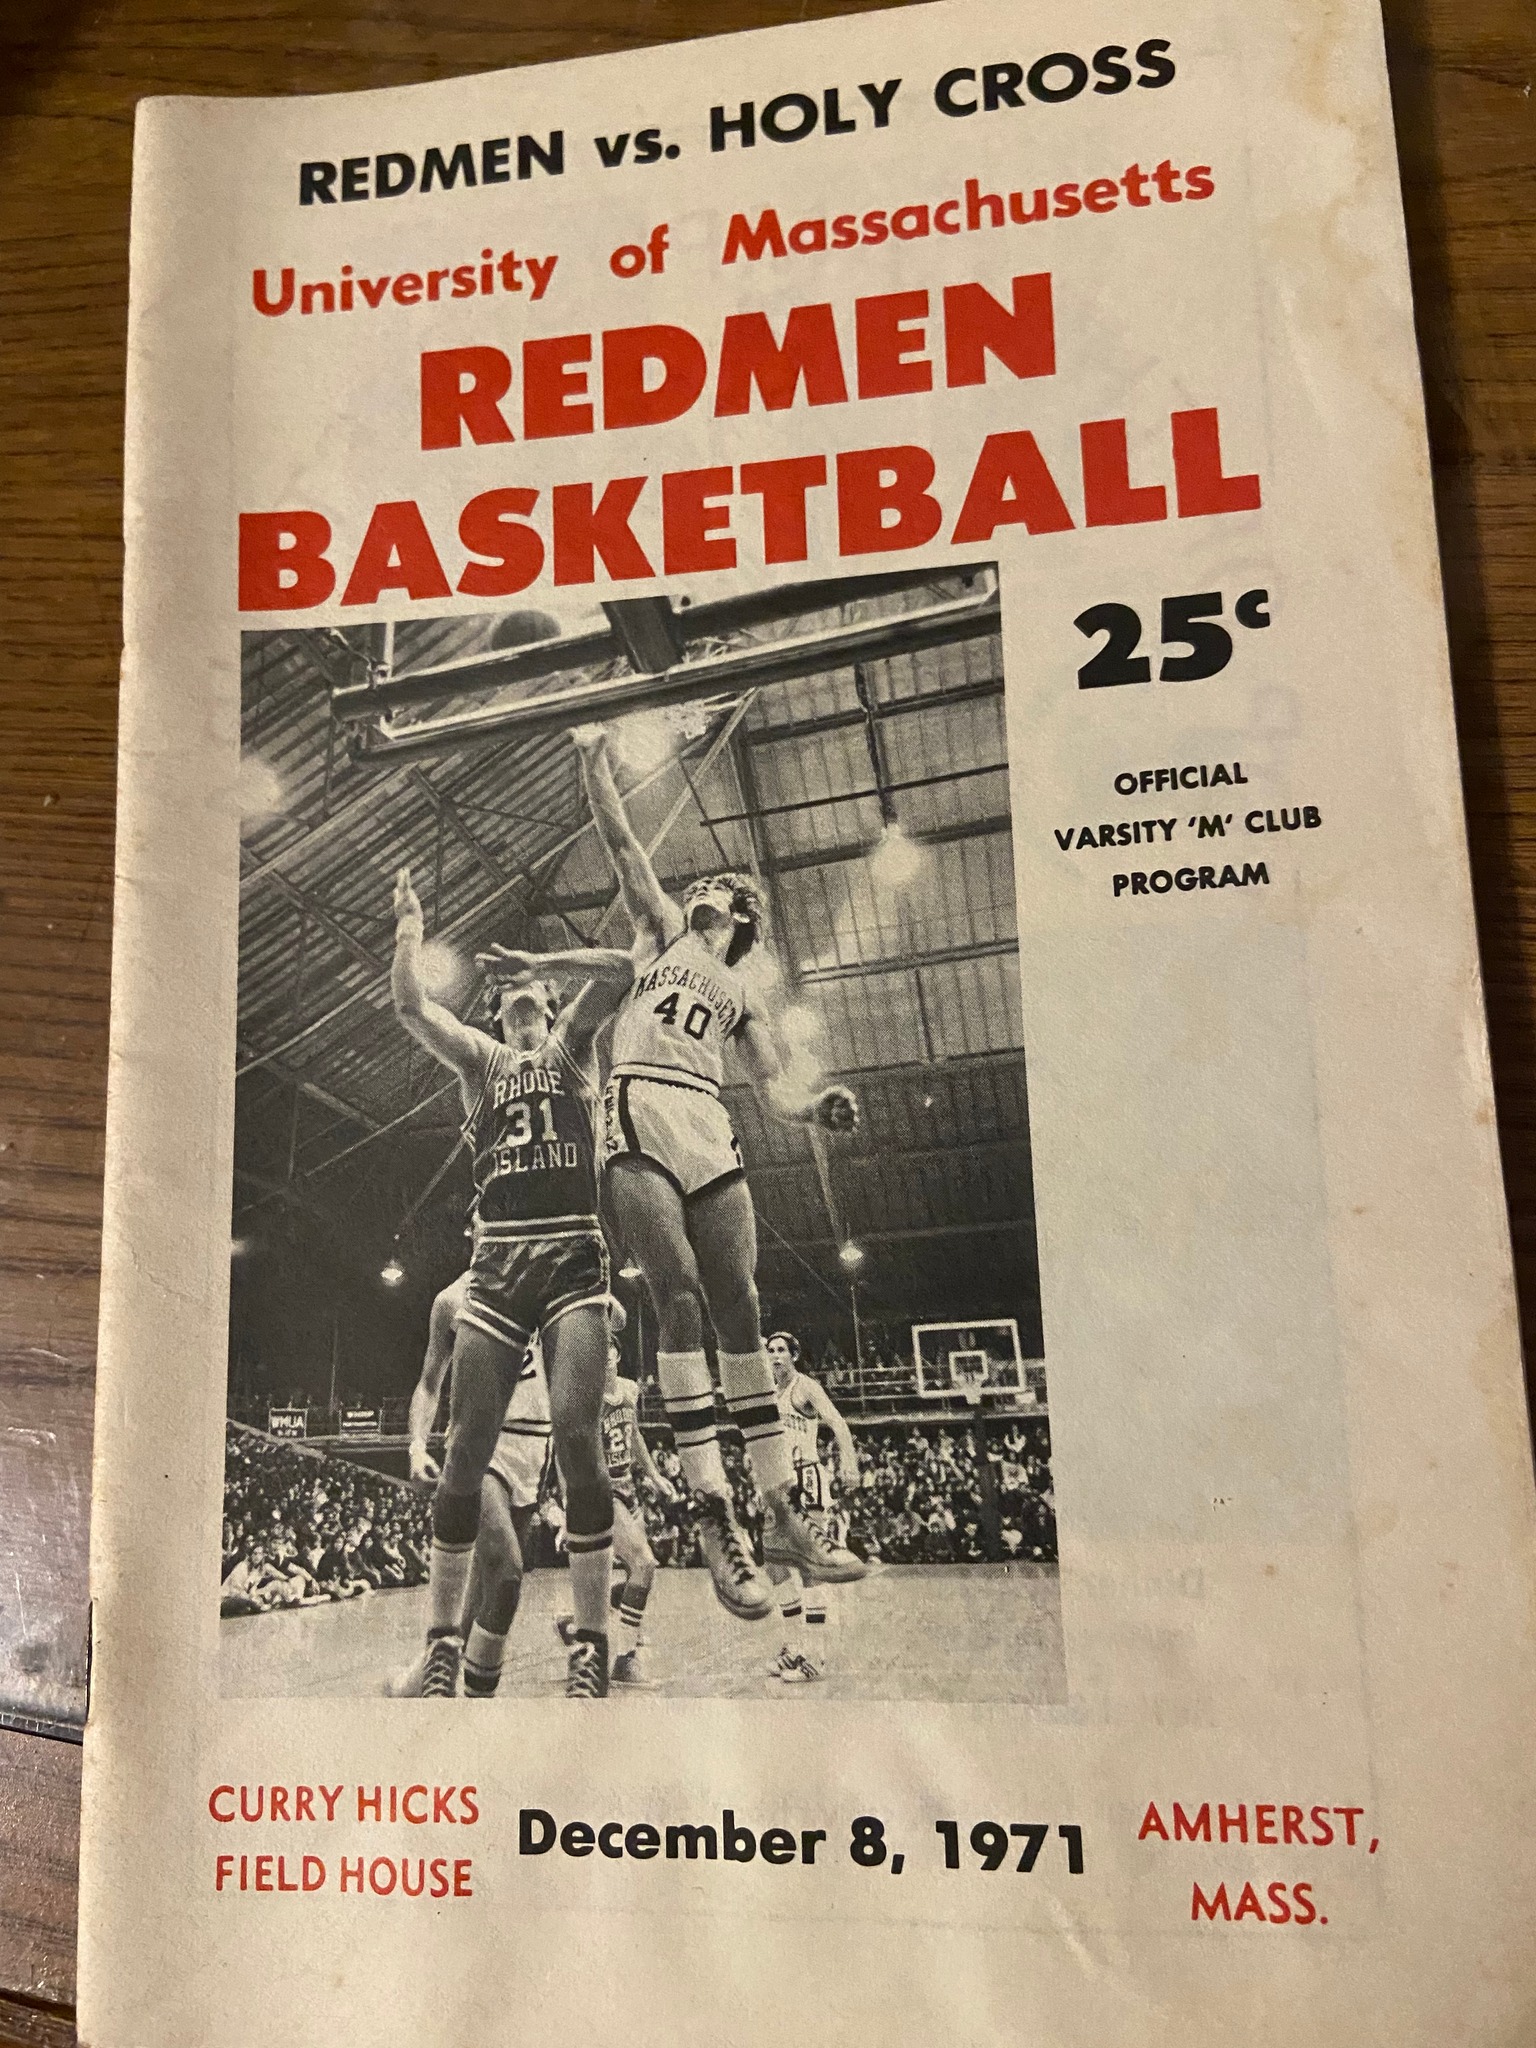 REDMEN vs. HOLY CROSS
University of Massachusetts
REDMEN
BASKETBALL
25¢
OFFICIAL
VARSITY 'M' CLUB
PROGRAM
MASSACHUSETTS
40
RHODE
31
ISLAND
WMUA
CURRY HICKS
FIELD HOUSE
December 8, 1971
AMHERST,
MASS.